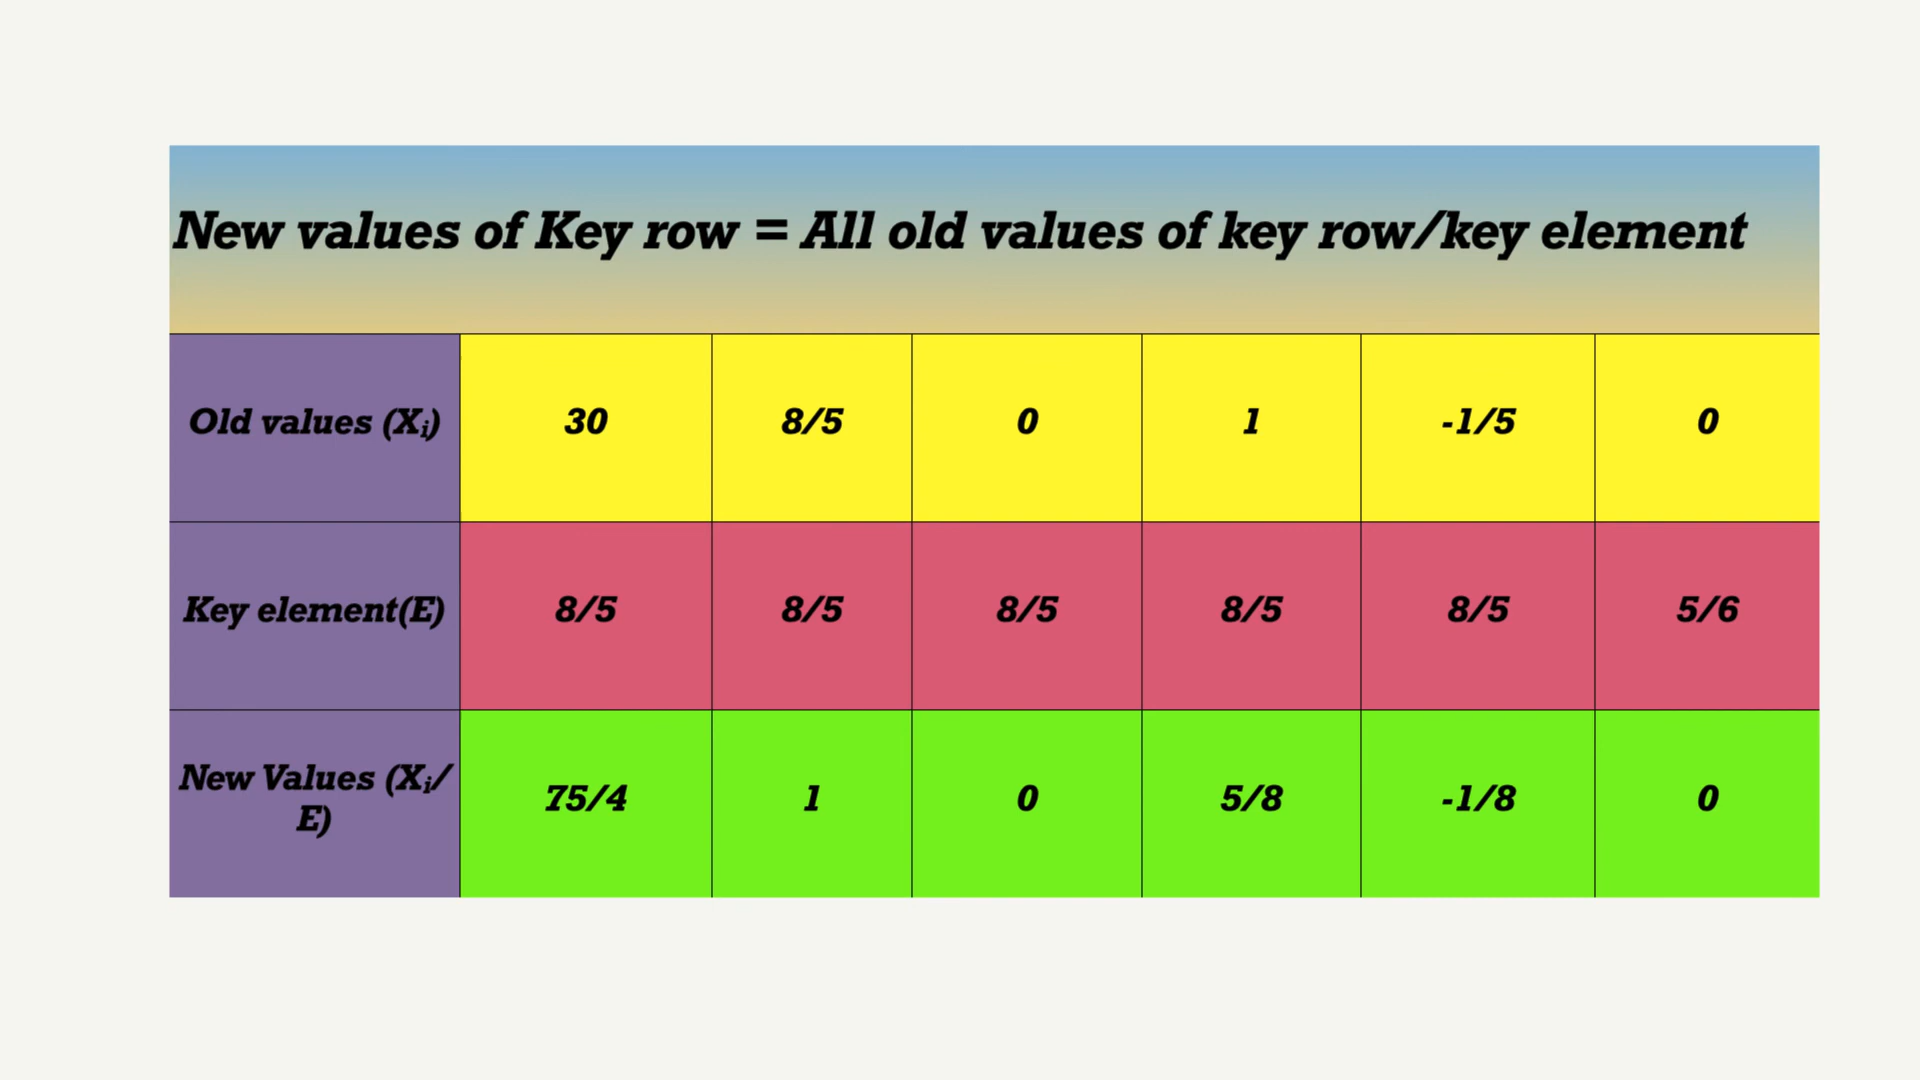 New values of Key row = All old values of key row/key element
Old values (Xᵢ) 30 8/5 0 1 -1/5 0
Key element(E) 8/5 8/5 8/5 8/5 8/5 5/6
New Values (Xᵢ/
E) 75/4 1 0 5/8 -1/8 0